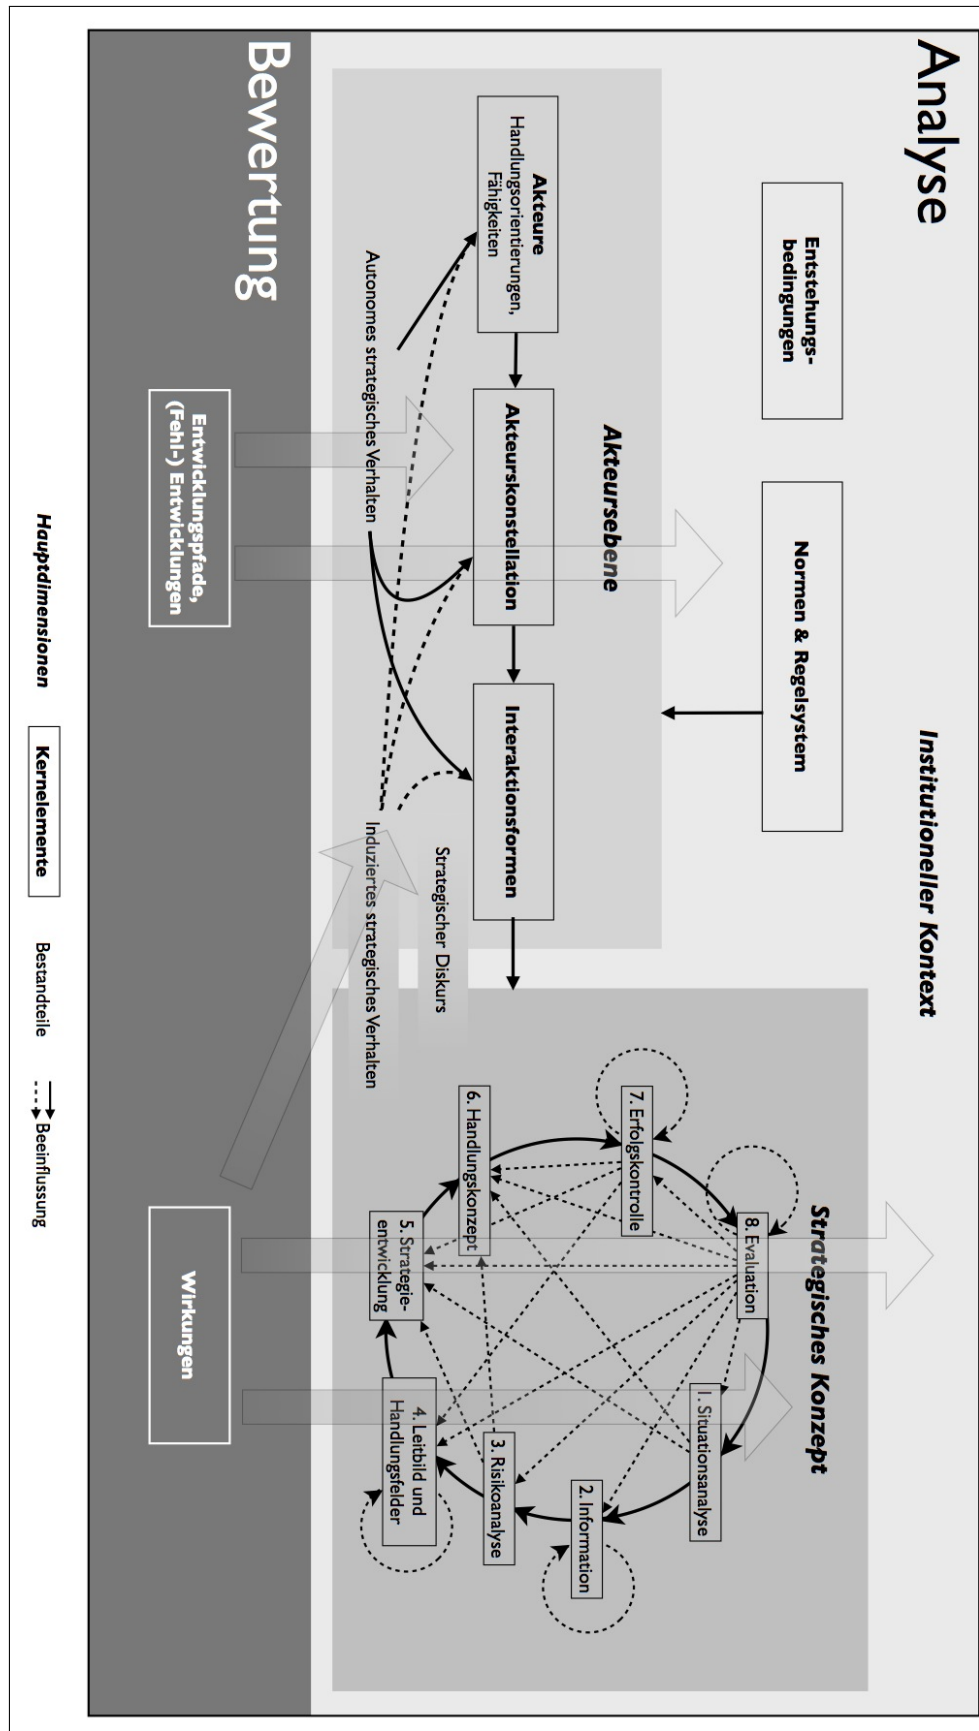 Analyse
Institutioneller Kontext
Entstehungs-
bedingungen
Normen & Regelsystem
Akteursebene
Akteure
Handlungsorientierungen,
Fähigkeiten
Akteurskonstellation
Interaktionsformen
Strategischer Diskurs
Autonomes strategisches Verhalten
Induziertes strategisches Verhalten
Strategisches Konzept
8. Evaluation
1. Situationsanalyse
7. Erfolgskontrolle
2. Information
6. Handlungskonzept
3. Risikoanalyse
5. Strategie-
entwicklung
4. Leitbild und
Handlungsfelder
Bewertung
Entwicklungspfade,
(Fehl-) Entwicklungen
Wirkungen
Hauptdimensionen
Kernelemente
Bestandteile
Beeinflussung